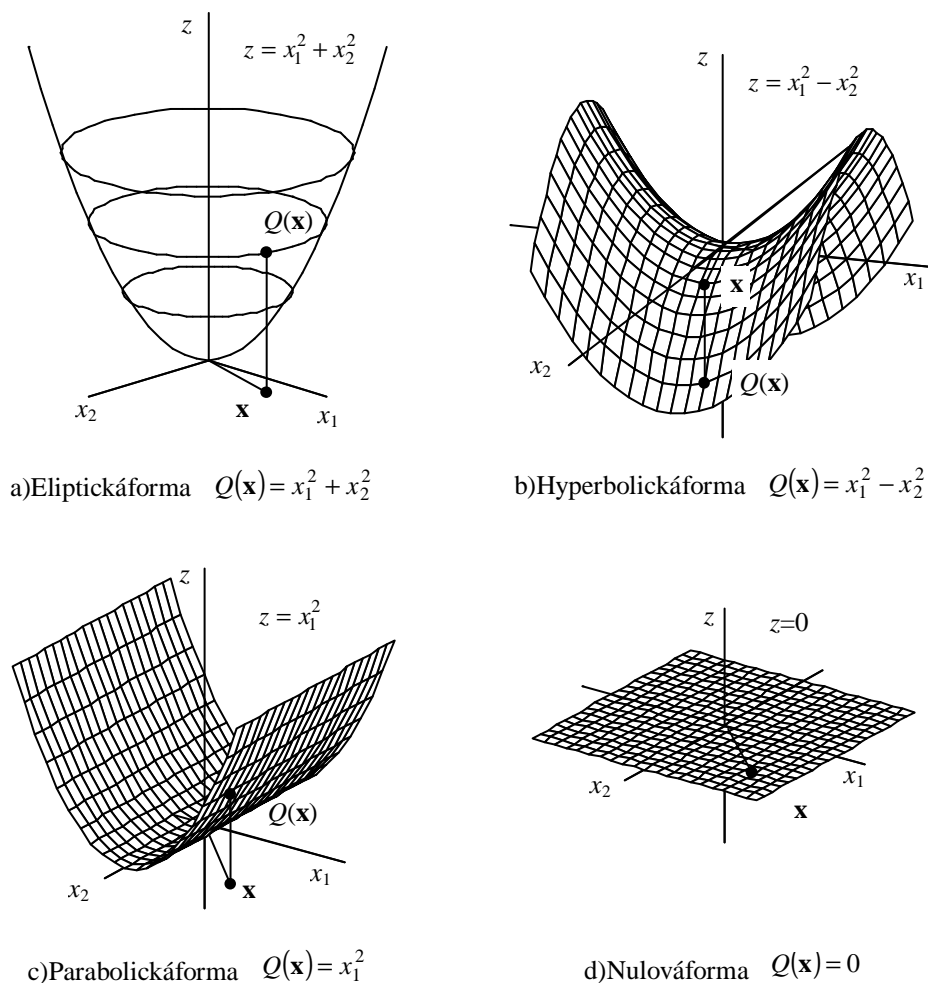 z
z = x₁² + x₂²
Q(x)
x₂
x
x₁
a)Eliptickáforma Q(x) = x₁² + x₂²
z
z = x₁² − x₂²
x
x₁
x₂
Q(x)
b)Hyperbolickáforma Q(x) = x₁² − x₂²
z
z = x₁²
Q(x)
x₂
x₁
x
c)Parabolickáforma Q(x) = x₁²
z
z=0
x₂
x₁
x
d)Nulováforma Q(x) = 0